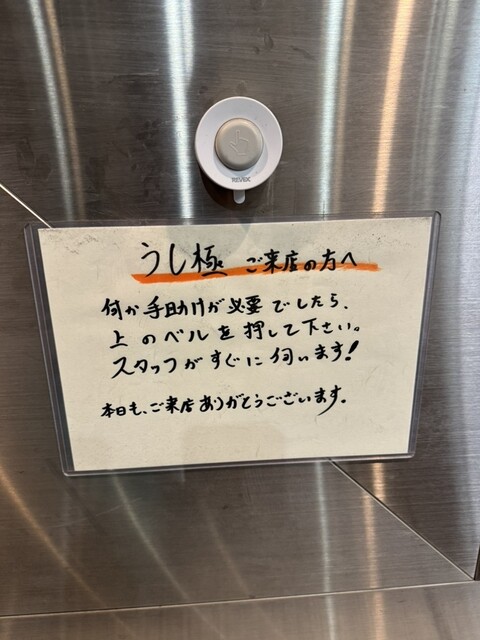 REVEX
うし極 ご来店の方へ
何か手助けが必要でしたら、
上のベルを押して下さい。
スタッフがすぐに伺います!
本日も、ご来店ありがとうございます。